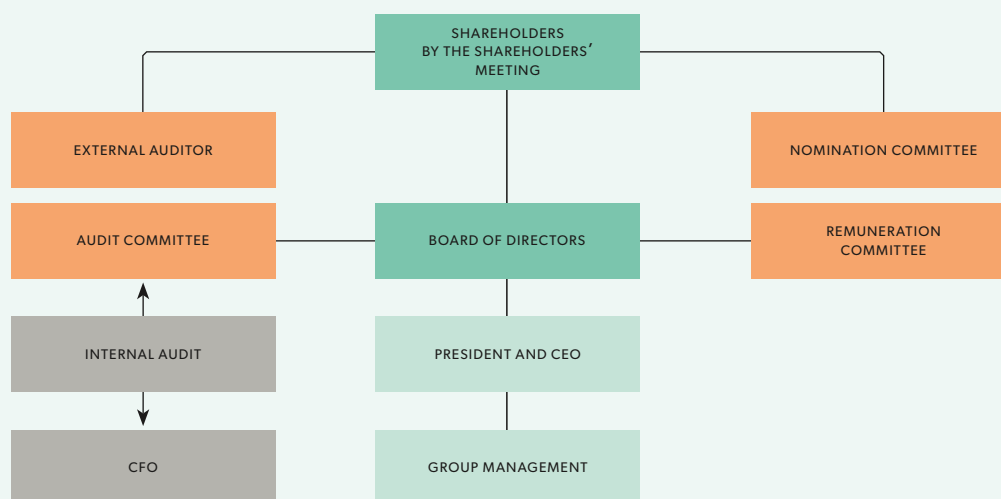 SHAREHOLDERS
BY THE SHAREHOLDERS’
MEETING
EXTERNAL AUDITOR
NOMINATION COMMITTEE
AUDIT COMMITTEE
BOARD OF DIRECTORS
REMUNERATION
COMMITTEE
INTERNAL AUDIT
PRESIDENT AND CEO
CFO
GROUP MANAGEMENT